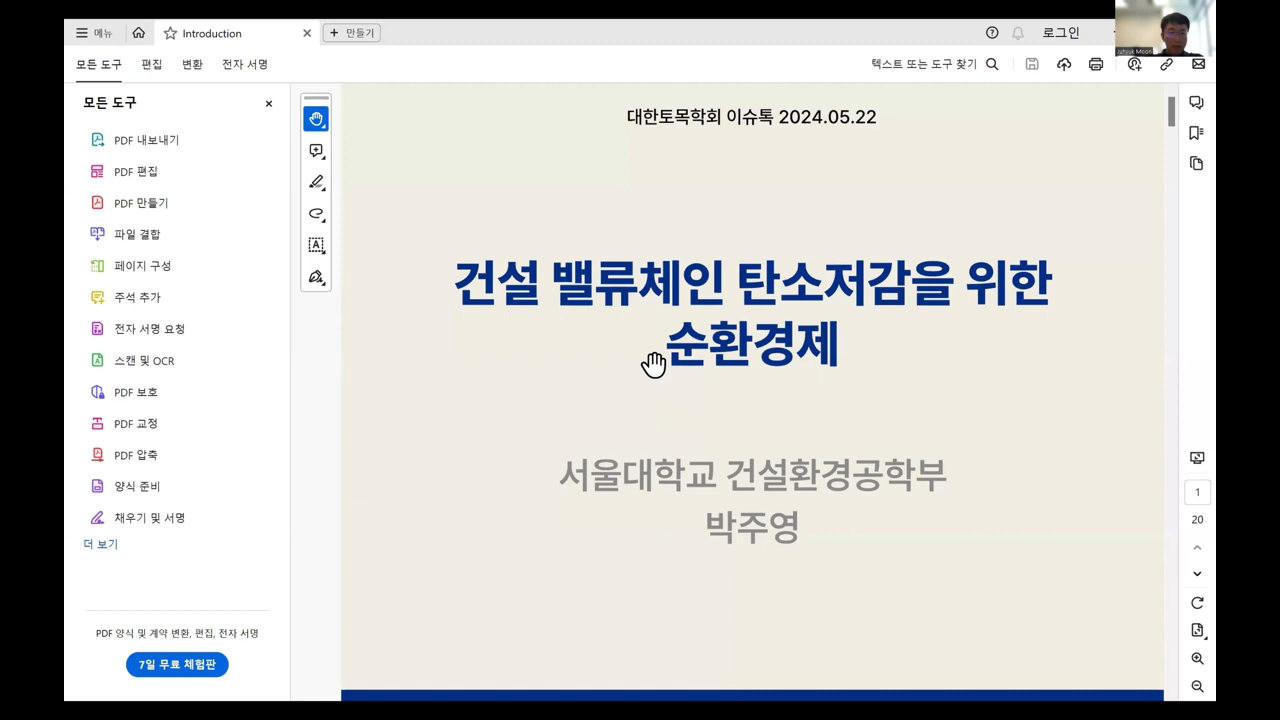 메뉴
Introduction
만들기
로그인
모든 도구
편집
변환
전자 서명
텍스트 또는 도구 찾기
모든 도구
PDF 내보내기
PDF 편집
PDF 만들기
파일 결합
페이지 구성
주석 추가
전자 서명 요청
스캔 및 OCR
PDF 보호
PDF 교정
PDF 압축
양식 준비
채우기 및 서명
더 보기
PDF 양식 및 계약 변환, 편집, 전자 서명
7일 무료 체험판
대한토목학회 이슈톡 2024.05.22
건설 밸류체인 탄소저감을 위한
순환경제
서울대학교 건설환경공학부
박주영
1
20